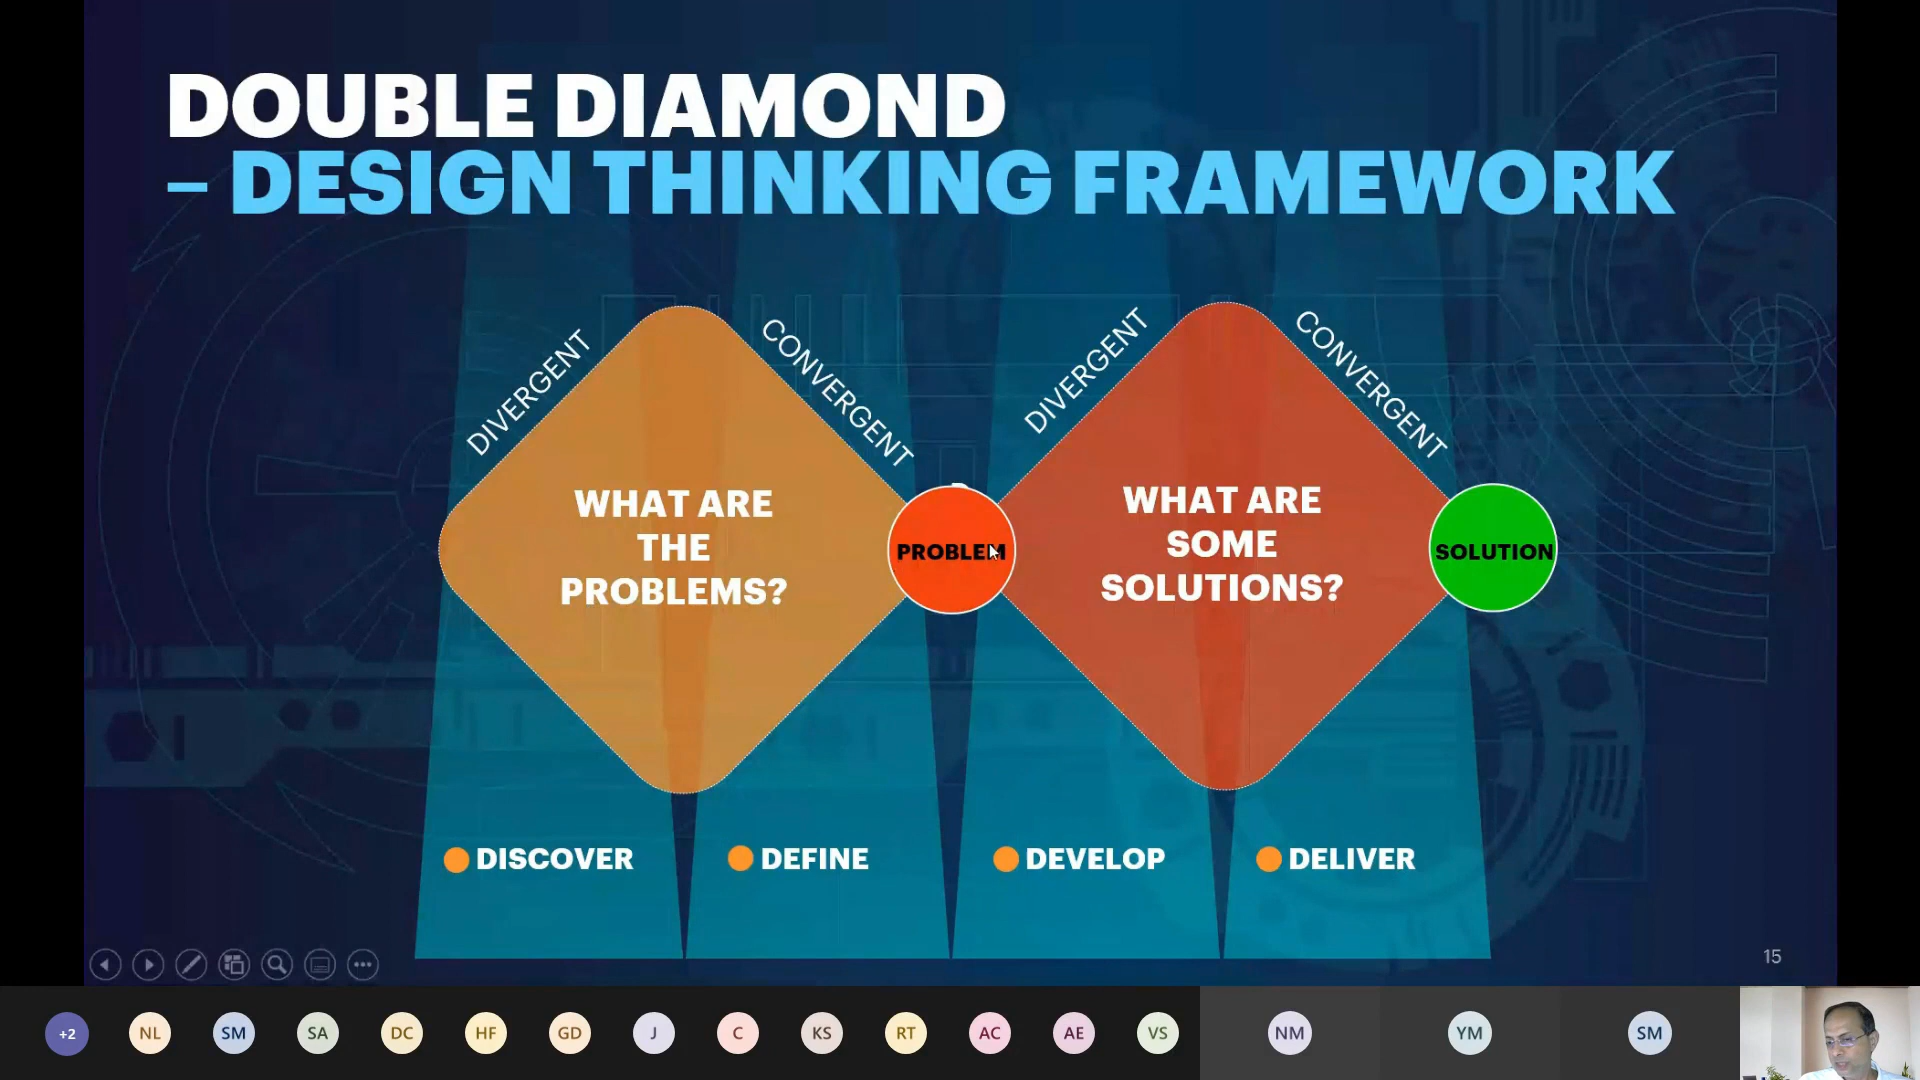 DOUBLE DIAMOND
– DESIGN THINKING FRAMEWORK
DIVERGENT
CONVERGENT
DIVERGENT
CONVERGENT
WHAT ARE
THE
PROBLEMS?
PROBLEM
WHAT ARE
SOME
SOLUTIONS?
SOLUTION
DISCOVER
DEFINE
DEVELOP
DELIVER
15
+2
NL
SM
SA
DC
HF
GD
J
C
KS
RT
AC
AE
VS
NM
YM
SM